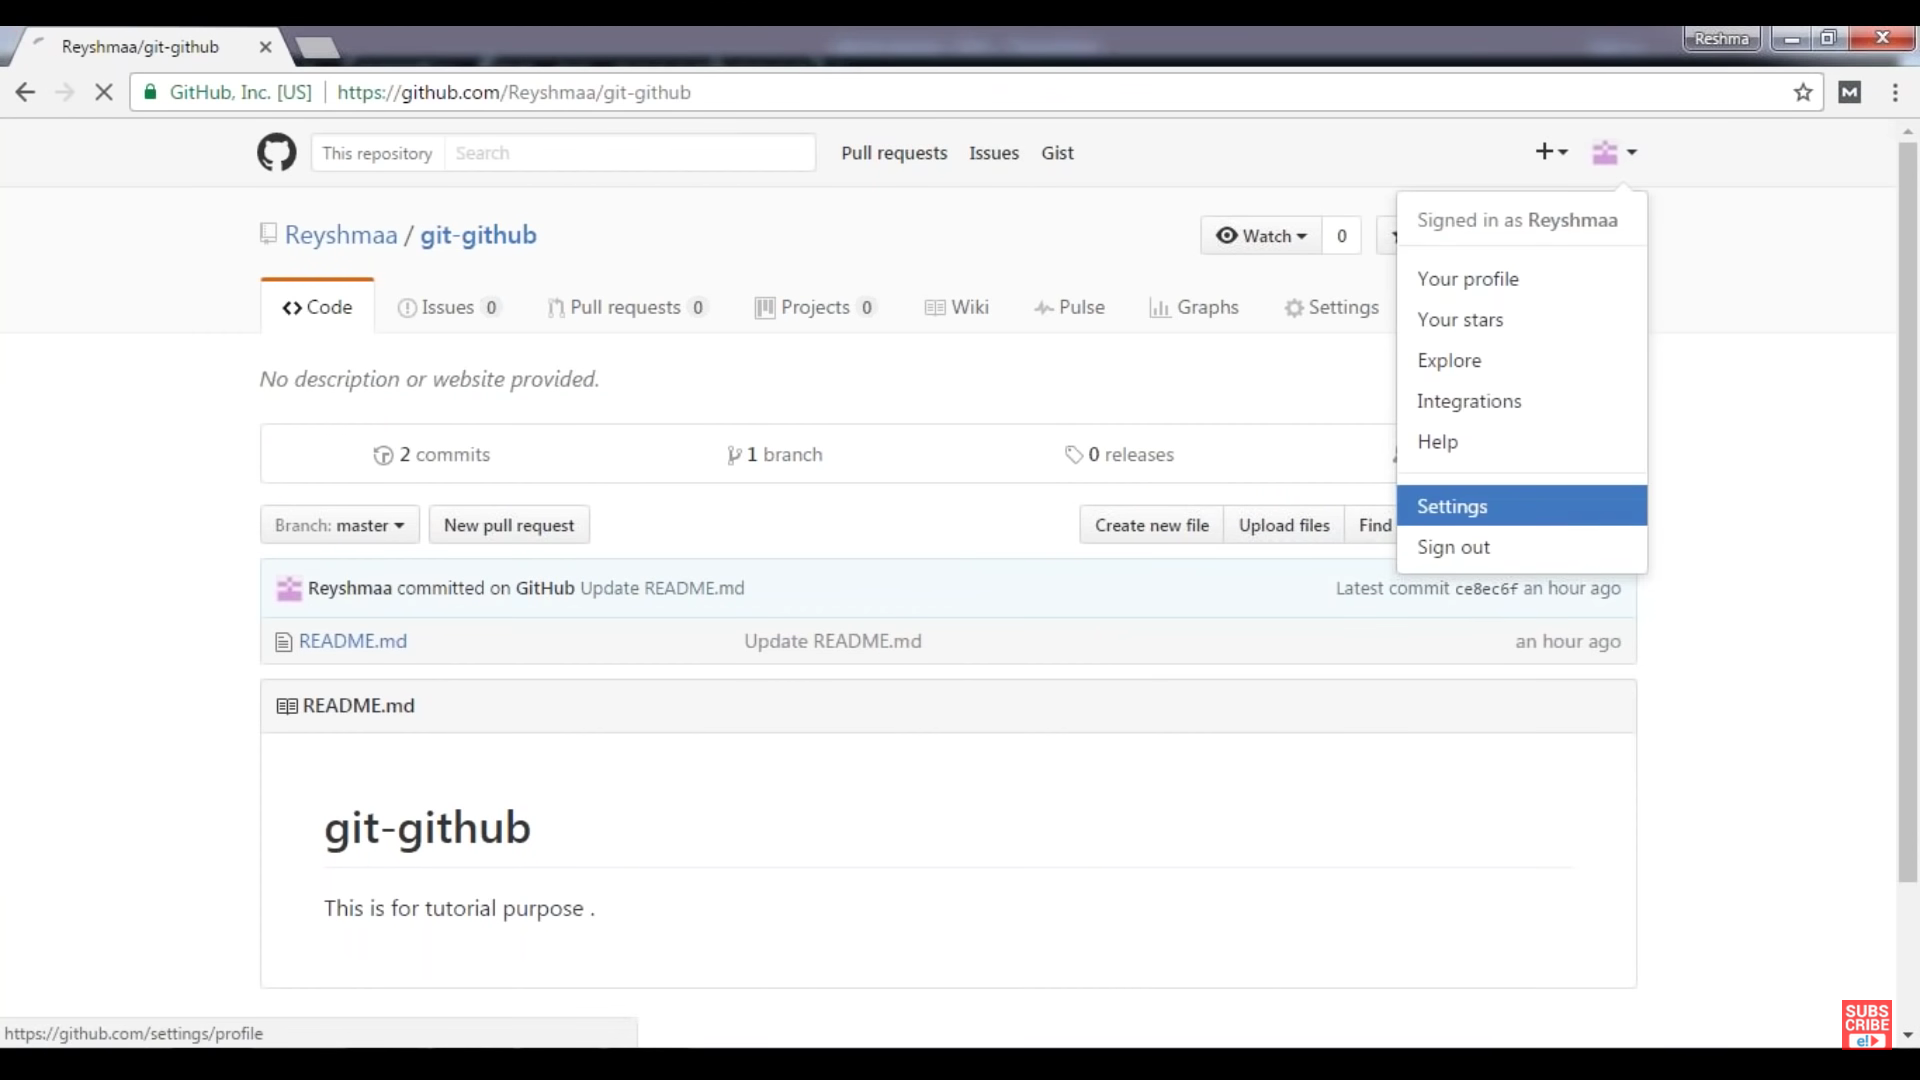 Reyshmaa/git-github
Reshma
GitHub, Inc. [US] https://github.com/Reyshmaa/git-github
This repository Search Pull requests Issues Gist
Signed in as Reyshmaa
Your profile
Your stars
Explore
Integrations
Help
Settings
Sign out
Reyshmaa / git-github
Watch 0
Code Issues 0 Pull requests 0 Projects 0 Wiki Pulse Graphs Settings
No description or website provided.
2 commits 1 branch 0 releases
Branch: master New pull request Create new file Upload files Find
Reyshmaa committed on GitHub Update README.md Latest commit ce8ec6f an hour ago
README.md Update README.md an hour ago
README.md
git-github
This is for tutorial purpose .
https://github.com/settings/profile
SUBS
CRIBE
e!